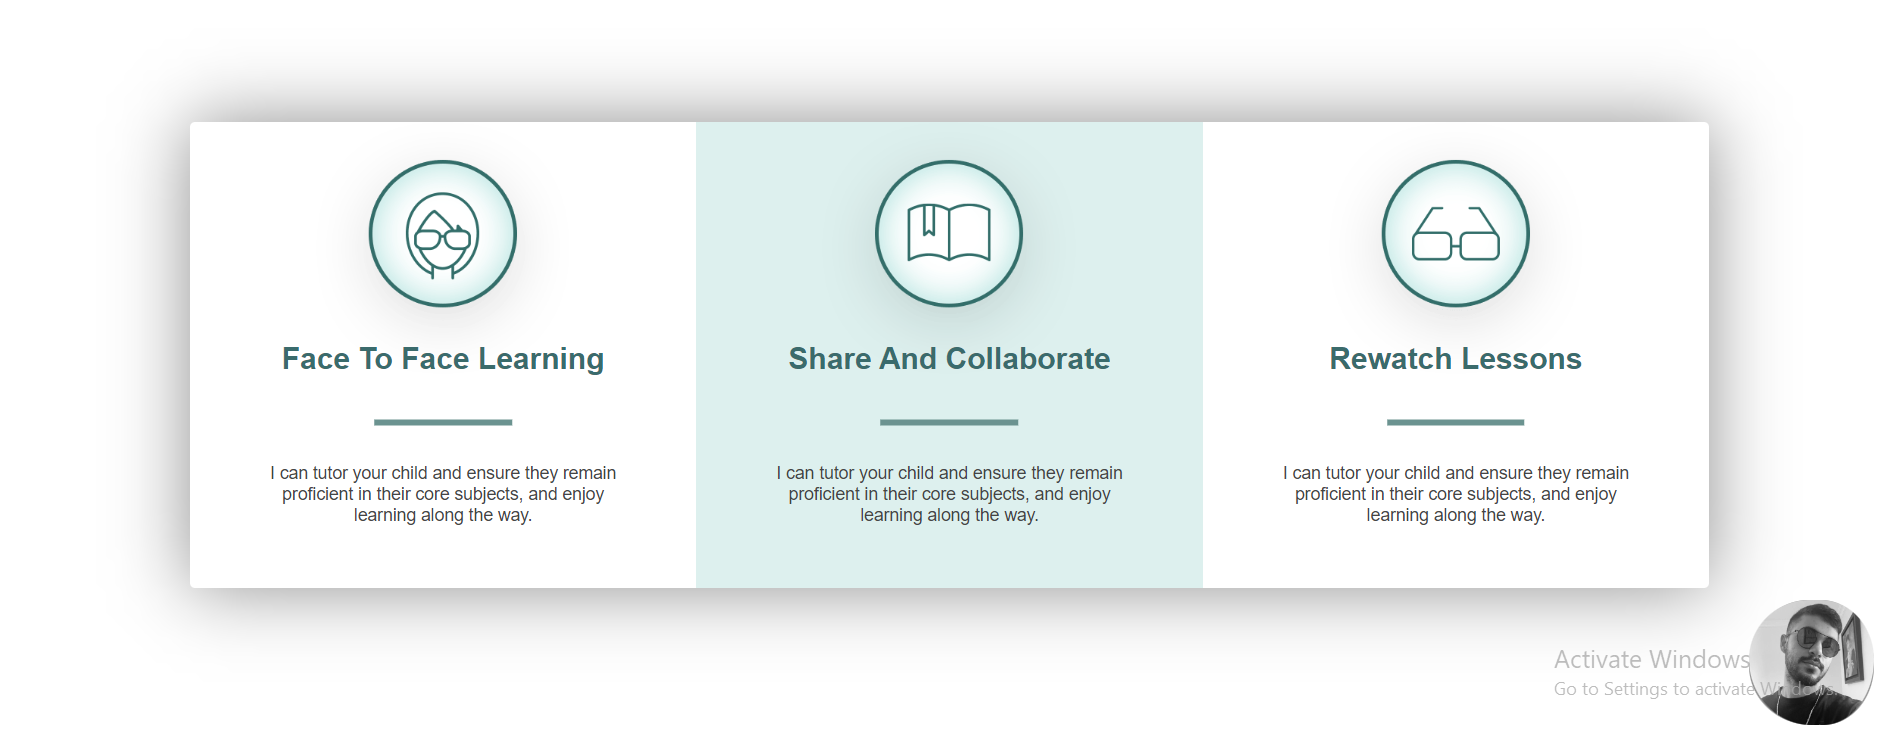 Face To Face Learning
I can tutor your child and ensure they remain
proficient in their core subjects, and enjoy
learning along the way.
Share And Collaborate
I can tutor your child and ensure they remain
proficient in their core subjects, and enjoy
learning along the way.
Rewatch Lessons
I can tutor your child and ensure they remain
proficient in their core subjects, and enjoy
learning along the way.
Activate Windows
Go to Settings to activate Windows.